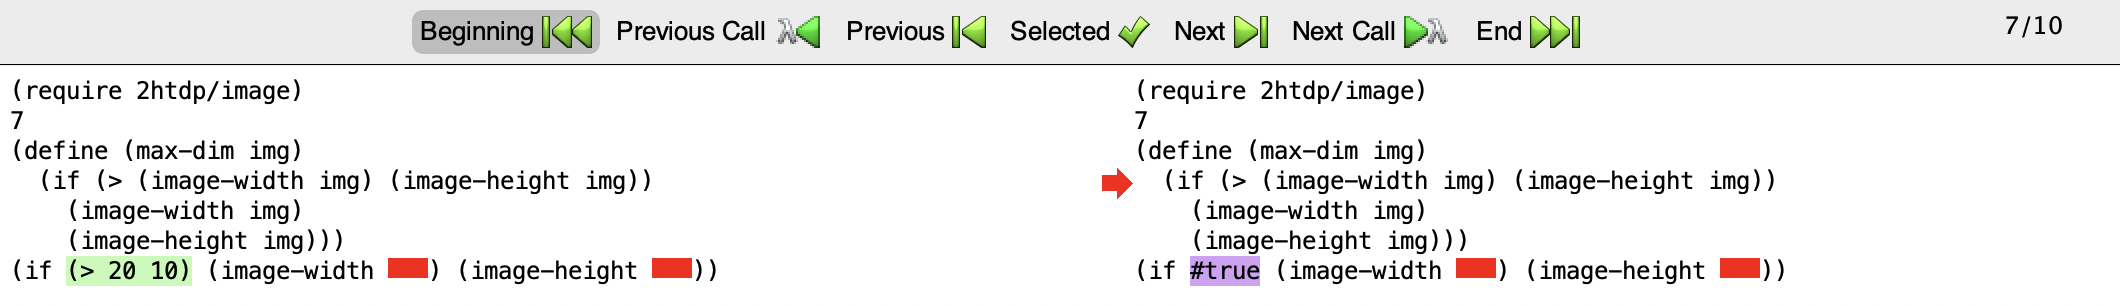 Beginning Previous Call Previous Selected Next Next Call End 7/10
(require 2htdp/image)
7
(define (max-dim img)
(if (> (image-width img) (image-height img))
(image-width img)
(image-height img)))
(if (> 20 10) (image-width ) (image-height ))
(require 2htdp/image)
7
(define (max-dim img)
(if (> (image-width img) (image-height img))
(image-width img)
(image-height img)))
(if #true (image-width ) (image-height ))